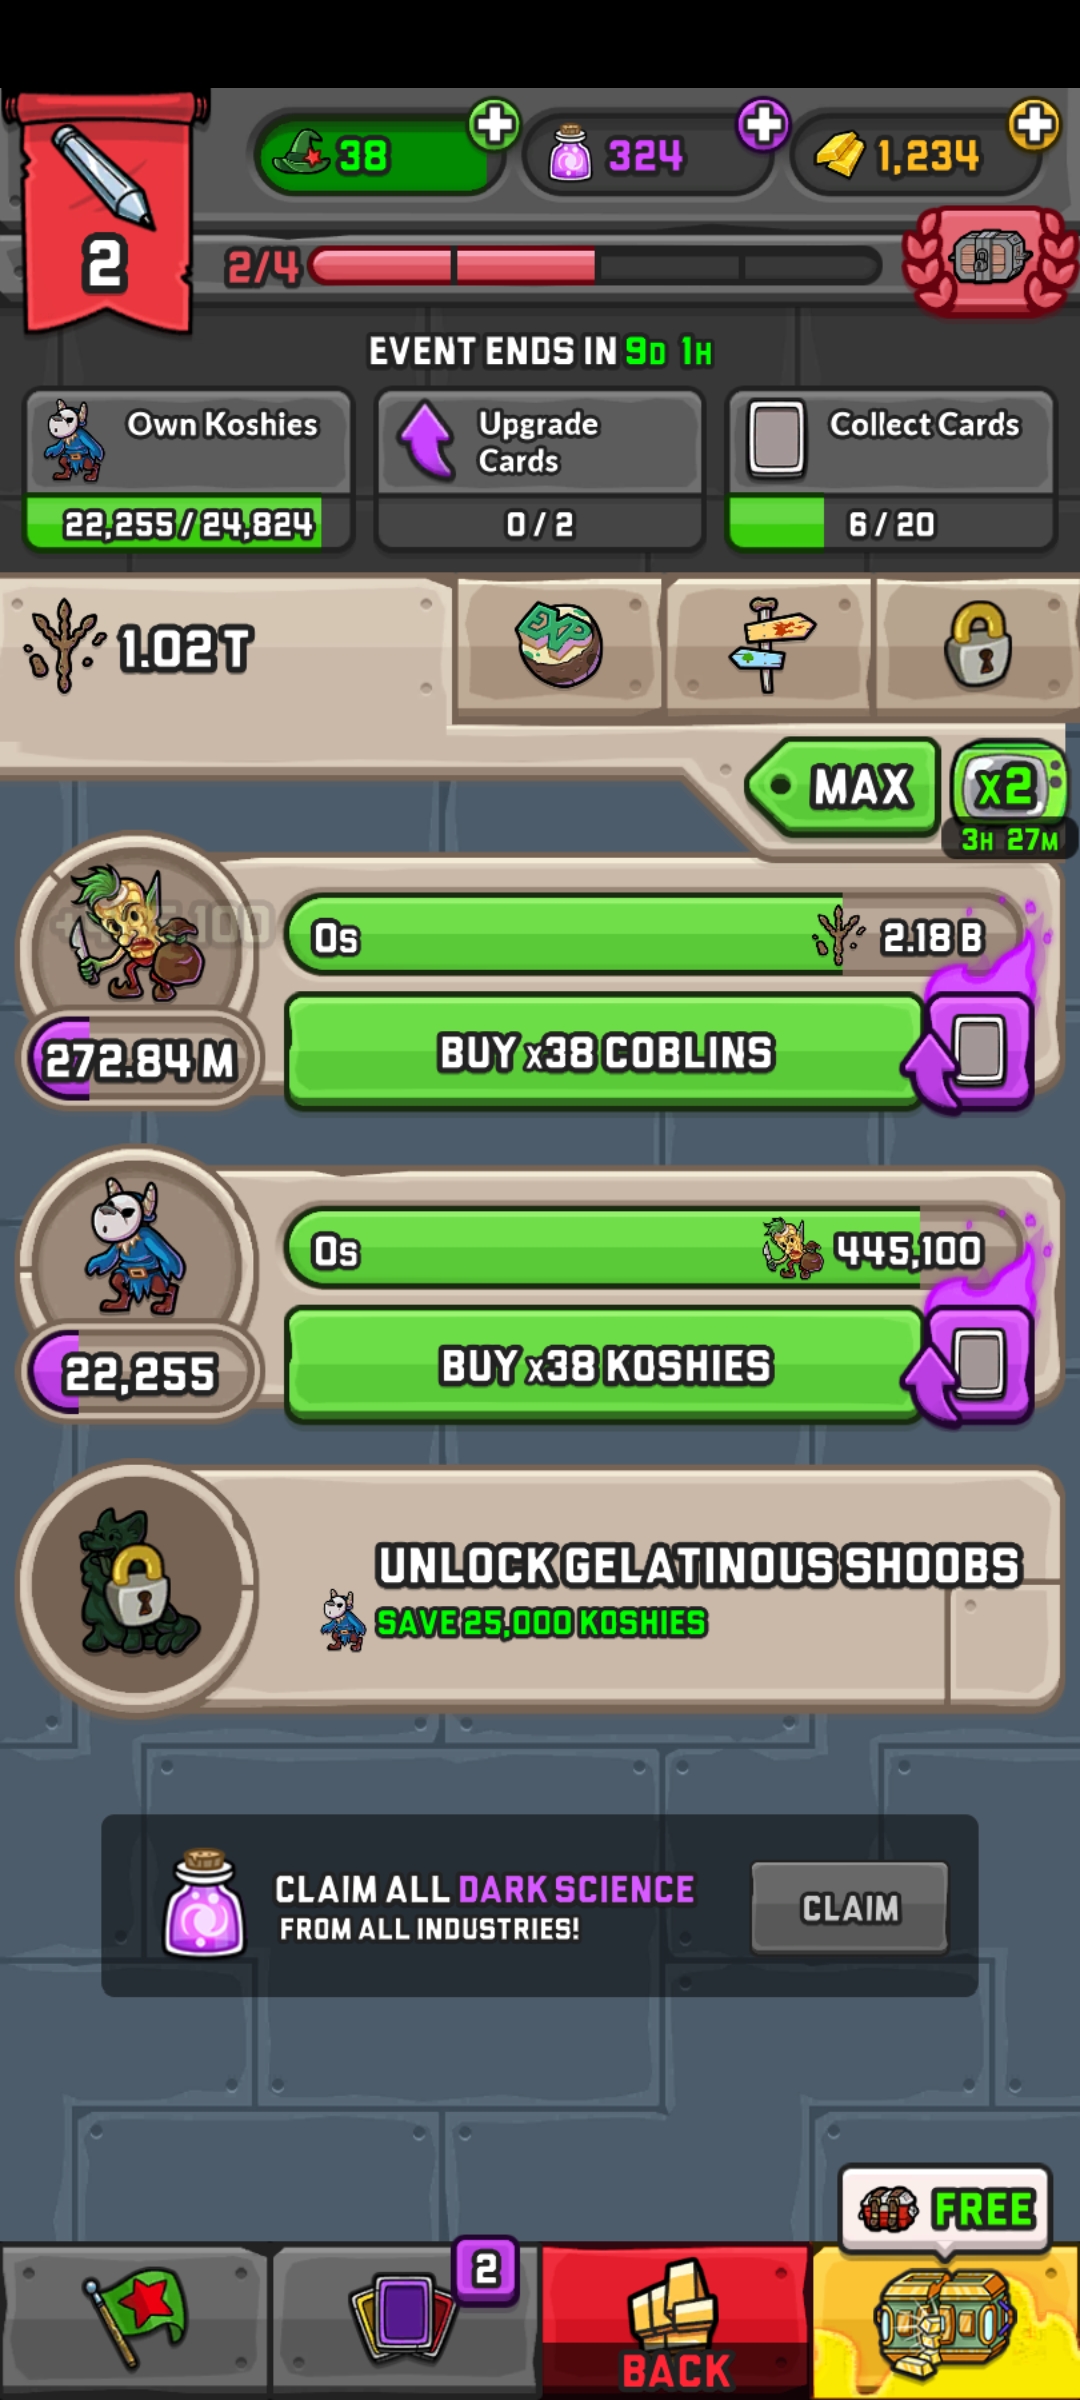 38
324
1,234
2
2/4
EVENT ENDS IN 9D 1H
Own Koshies
22,255/24,824
Upgrade
Cards
0/2
Collect Cards
6/20
1.02T
EXP
MAX
x2
3H 27M
0s
2.18 B
272.84 M
BUY x38 COBLINS
0s
445,100
22,255
BUY x38 KOSHIES
UNLOCK GELATINOUS SHOOBS
SAVE 25,000 KOSHIES
CLAIM ALL DARK SCIENCE
FROM ALL INDUSTRIES!
CLAIM
FREE
2
BACK